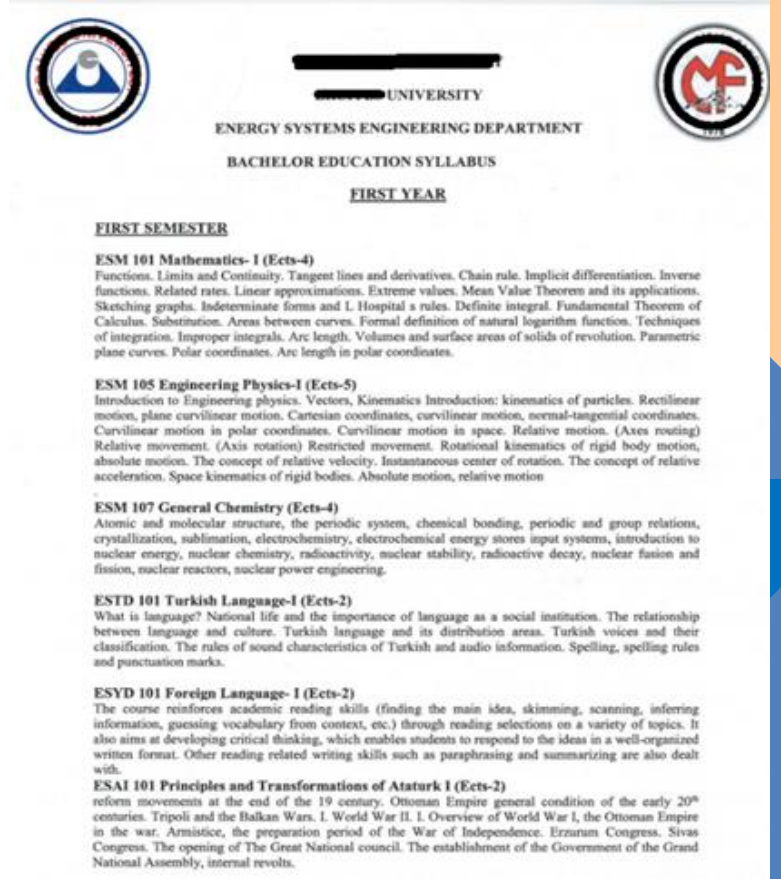 UNIVERSITY
ENERGY SYSTEMS ENGINEERING DEPARTMENT
BACHELOR EDUCATION SYLLABUS
FIRST YEAR
FIRST SEMESTER
ESM 101 Mathematics- I (Ects-4)
Functions. Limits and Continuity. Tangent lines and derivatives. Chain rule. Implicit differentiation. Inverse
functions. Related rates. Linear approximations. Extreme values. Mean Value Theorem and its applications.
Sketching graphs. Indeterminate forms and L Hospital s rules. Definite integral. Fundamental Theorem of
Calculus. Substitution. Areas between curves. Formal definition of natural logarithm function. Techniques
of integration. Improper integrals. Arc length. Volumes and surface areas of solids of revolution. Parametric
plane curves. Polar coordinates. Arc length in polar coordinates.
ESM 105 Engineering Physics-I (Ects-5)
Introduction to Engineering physics. Vectors, Kinematics Introduction: kinematics of particles. Rectilinear
motion, plane curvilinear motion. Cartesian coordinates, curvilinear motion, normal-tangential coordinates.
Curvilinear motion in polar coordinates. Curvilinear motion in space. Relative motion. (Axes routing)
Relative movement. (Axis rotation) Restricted movement. Rotational kinematics of rigid body motion,
absolute motion. The concept of relative velocity. Instantaneous center of rotation. The concept of relative
acceleration. Space kinematics of rigid bodies. Absolute motion, relative motion
ESM 107 General Chemistry (Ects-4)
Atomic and molecular structure, the periodic system, chemical bonding, periodic and group relations,
crystallization, sublimation, electrochemistry, electrochemical energy stores input systems, introduction to
nuclear energy, nuclear chemistry, radioactivity, nuclear stability, radioactive decay, nuclear fusion and
fission, nuclear reactors, nuclear power engineering.
ESTD 101 Turkish Language-I (Ects-2)
What is language? National life and the importance of language as a social institution. The relationship
between language and culture. Turkish language and its distribution areas. Turkish voices and their
classification. The rules of sound characteristics of Turkish and audio information. Spelling, spelling rules
and punctuation marks.
ESYD 101 Foreign Language- I (Ects-2)
The course reinforces academic reading skills (finding the main idea, skimming, scanning, inferring
information, guessing vocabulary from context, etc.) through reading selections on a variety of topics. It
also aims at developing critical thinking, which enables students to respond to the ideas in a well-organized
written format. Other reading related writing skills such as paraphrasing and summarizing are also dealt
with.
ESAI 101 Principles and Transformations of Ataturk I (Ects-2)
reform movements at the end of the 19 century. Ottoman Empire general condition of the early 20th
centuries. Tripoli and the Balkan Wars. I. World War II. I. Overview of World War I, the Ottoman Empire
in the war. Armistice, the preparation period of the War of Independence. Erzurum Congress. Sivas
Congress. The opening of The Great National council. The establishment of the Government of the Grand
National Assembly, internal revolts.